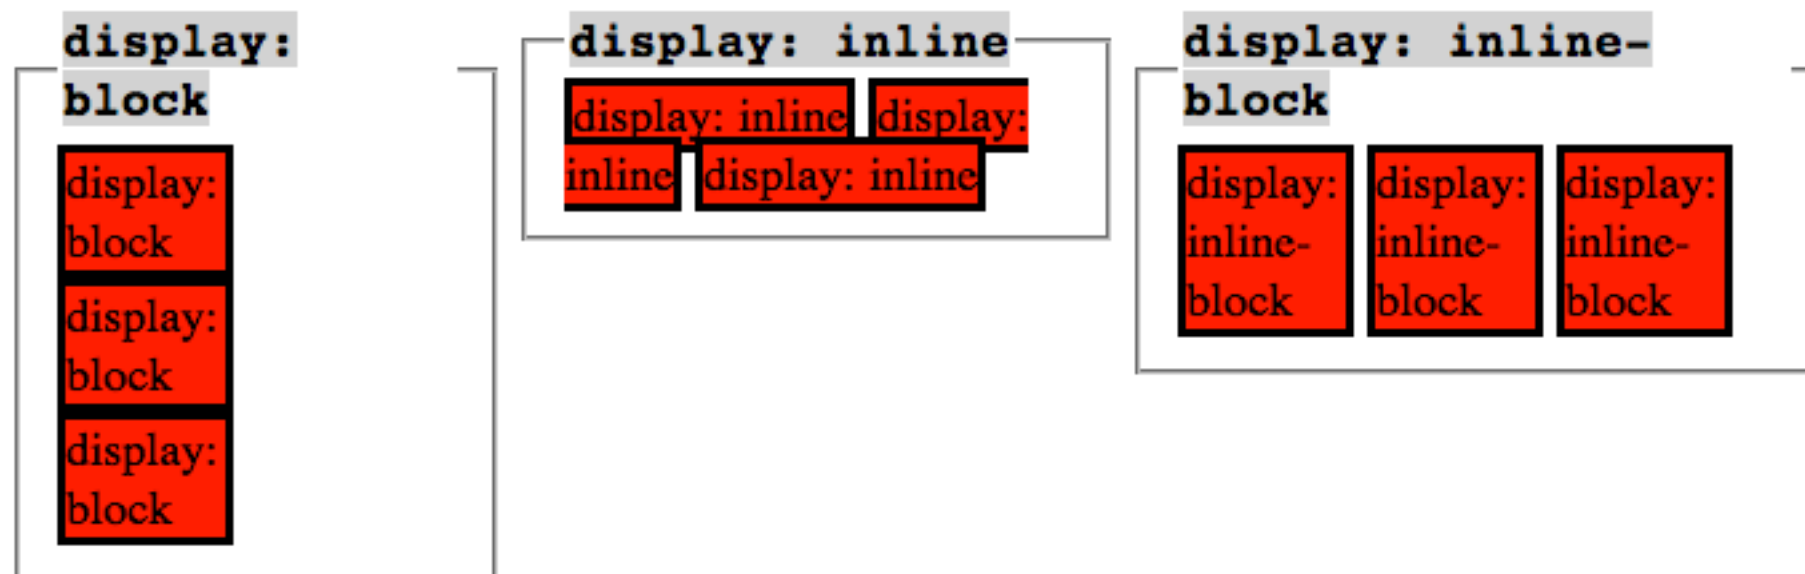 display:
block
display:
block
display:
block
display:
block
display: inline
display: inline display:
inline display: inline
display: inline-
block
display: display: display:
inline- inline- inline-
block block block